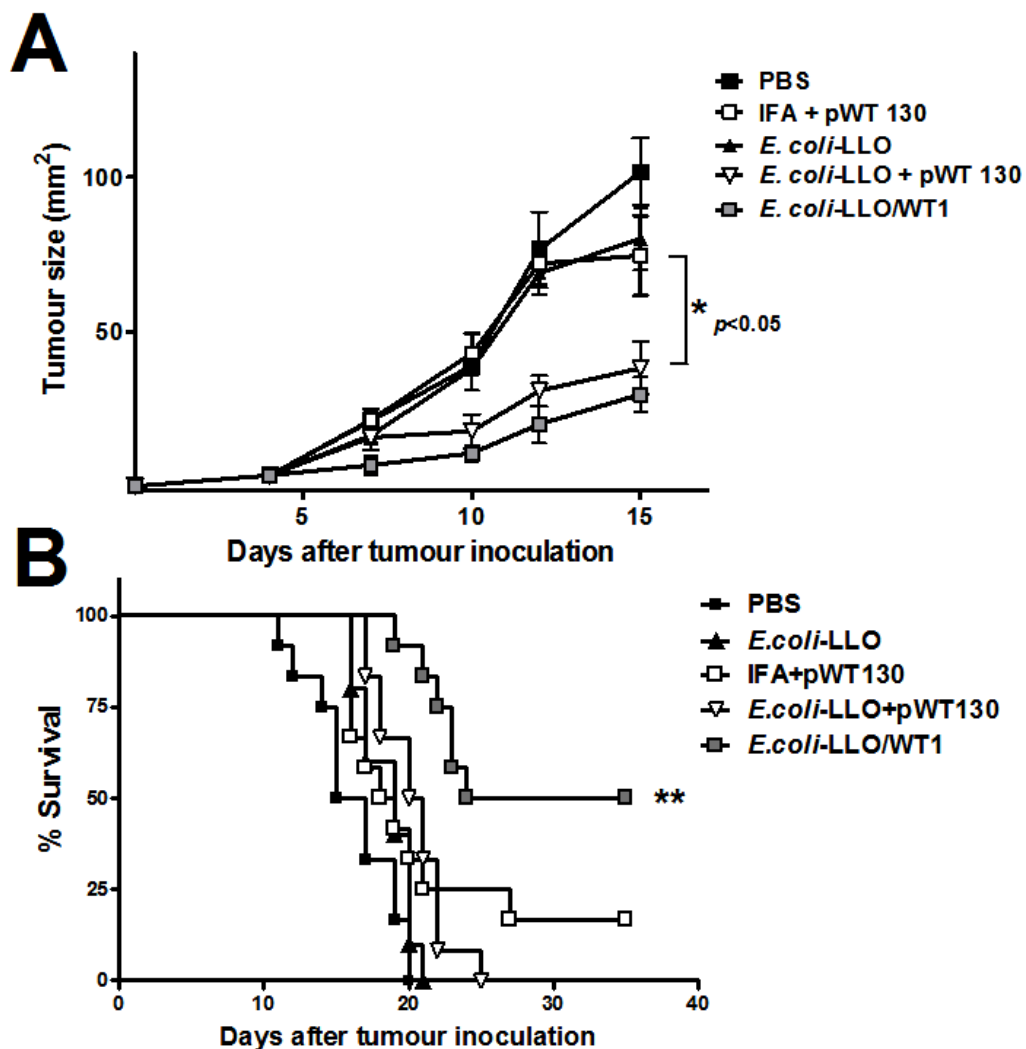 A
Tumour size (mm²)
100
50
5
10
15
Days after tumour inoculation
PBS
IFA + pWT 130
E. coli-LLO
E. coli-LLO + pWT 130
E. coli-LLO/WT1
* p<0.05
B
% Survival
100
75
50
25
0
0
10
20
30
40
Days after tumour inoculation
PBS
E.coli-LLO
IFA+pWT130
E.coli-LLO+pWT130
E.coli-LLO/WT1
**